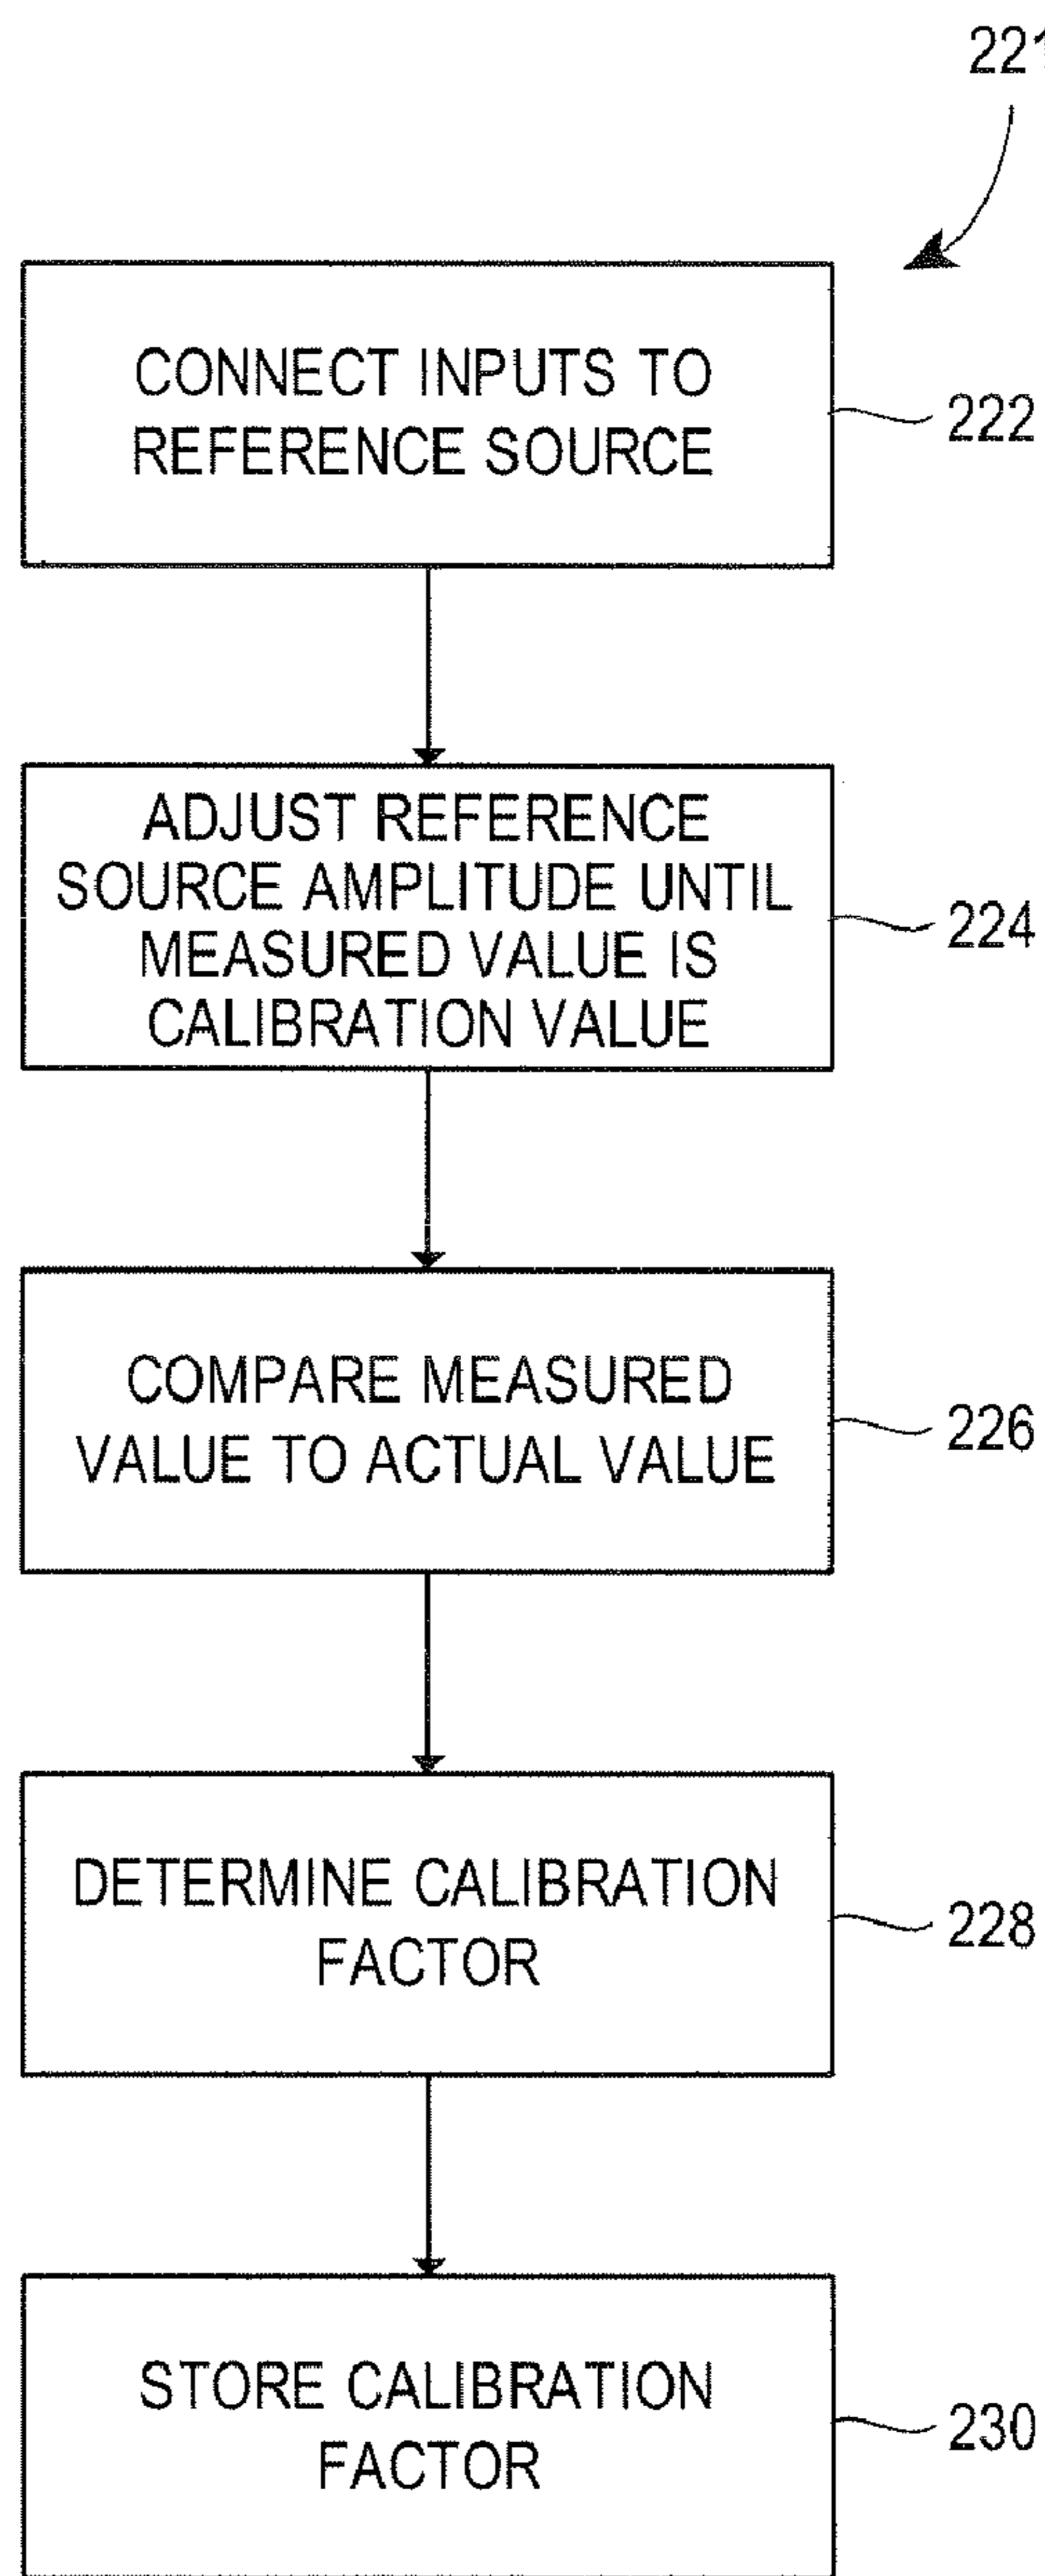 221
CONNECT INPUTS TO
REFERENCE SOURCE
222
ADJUST REFERENCE
SOURCE AMPLITUDE UNTIL
MEASURED VALUE IS
CALIBRATION VALUE
224
COMPARE MEASURED
VALUE TO ACTUAL VALUE
226
DETERMINE CALIBRATION
FACTOR
228
STORE CALIBRATION
FACTOR
230